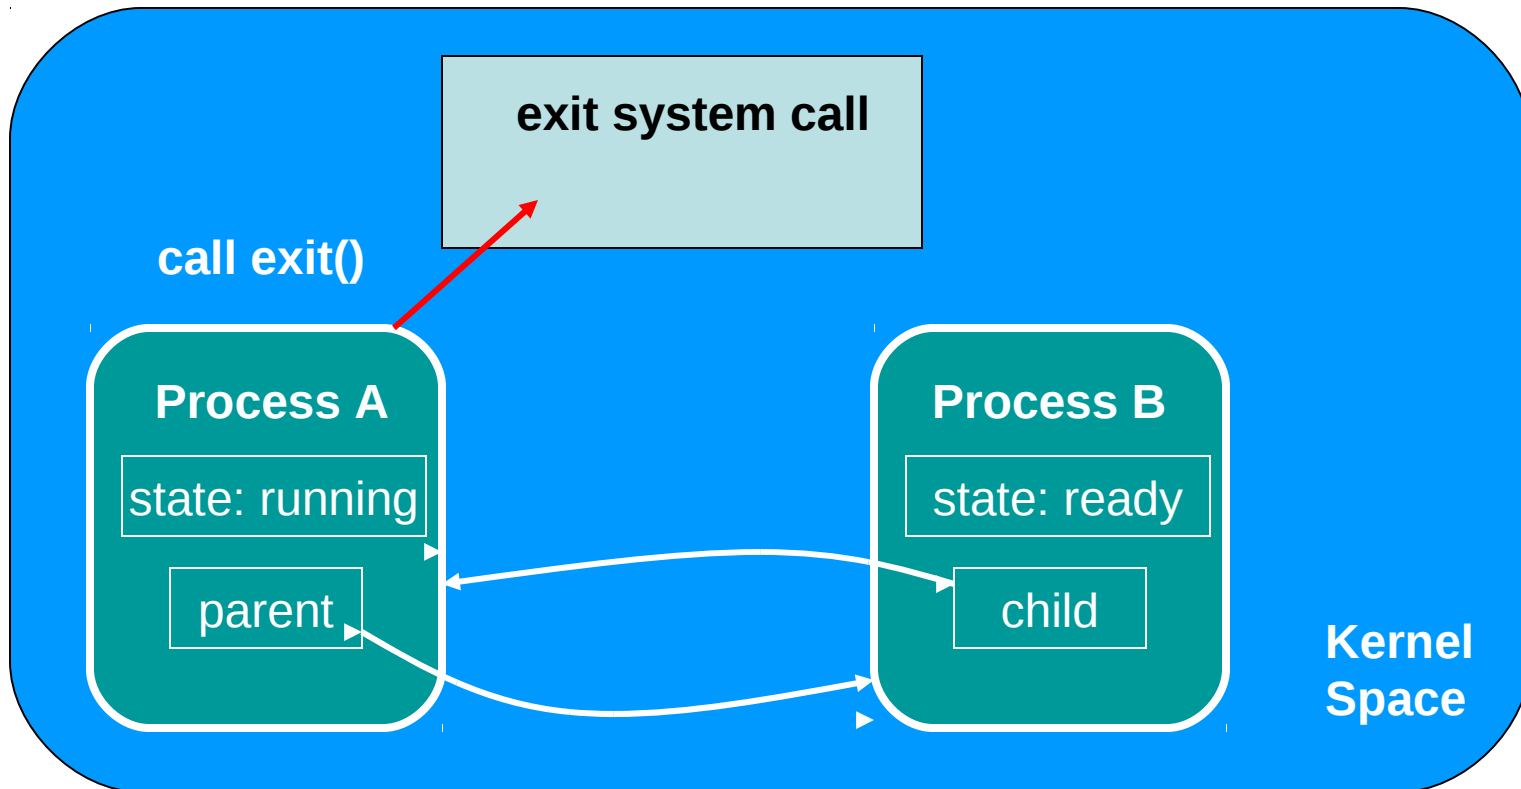 exit system call
call exit()
Process A
state: running
parent
Process B
state: ready
child
Kernel
Space